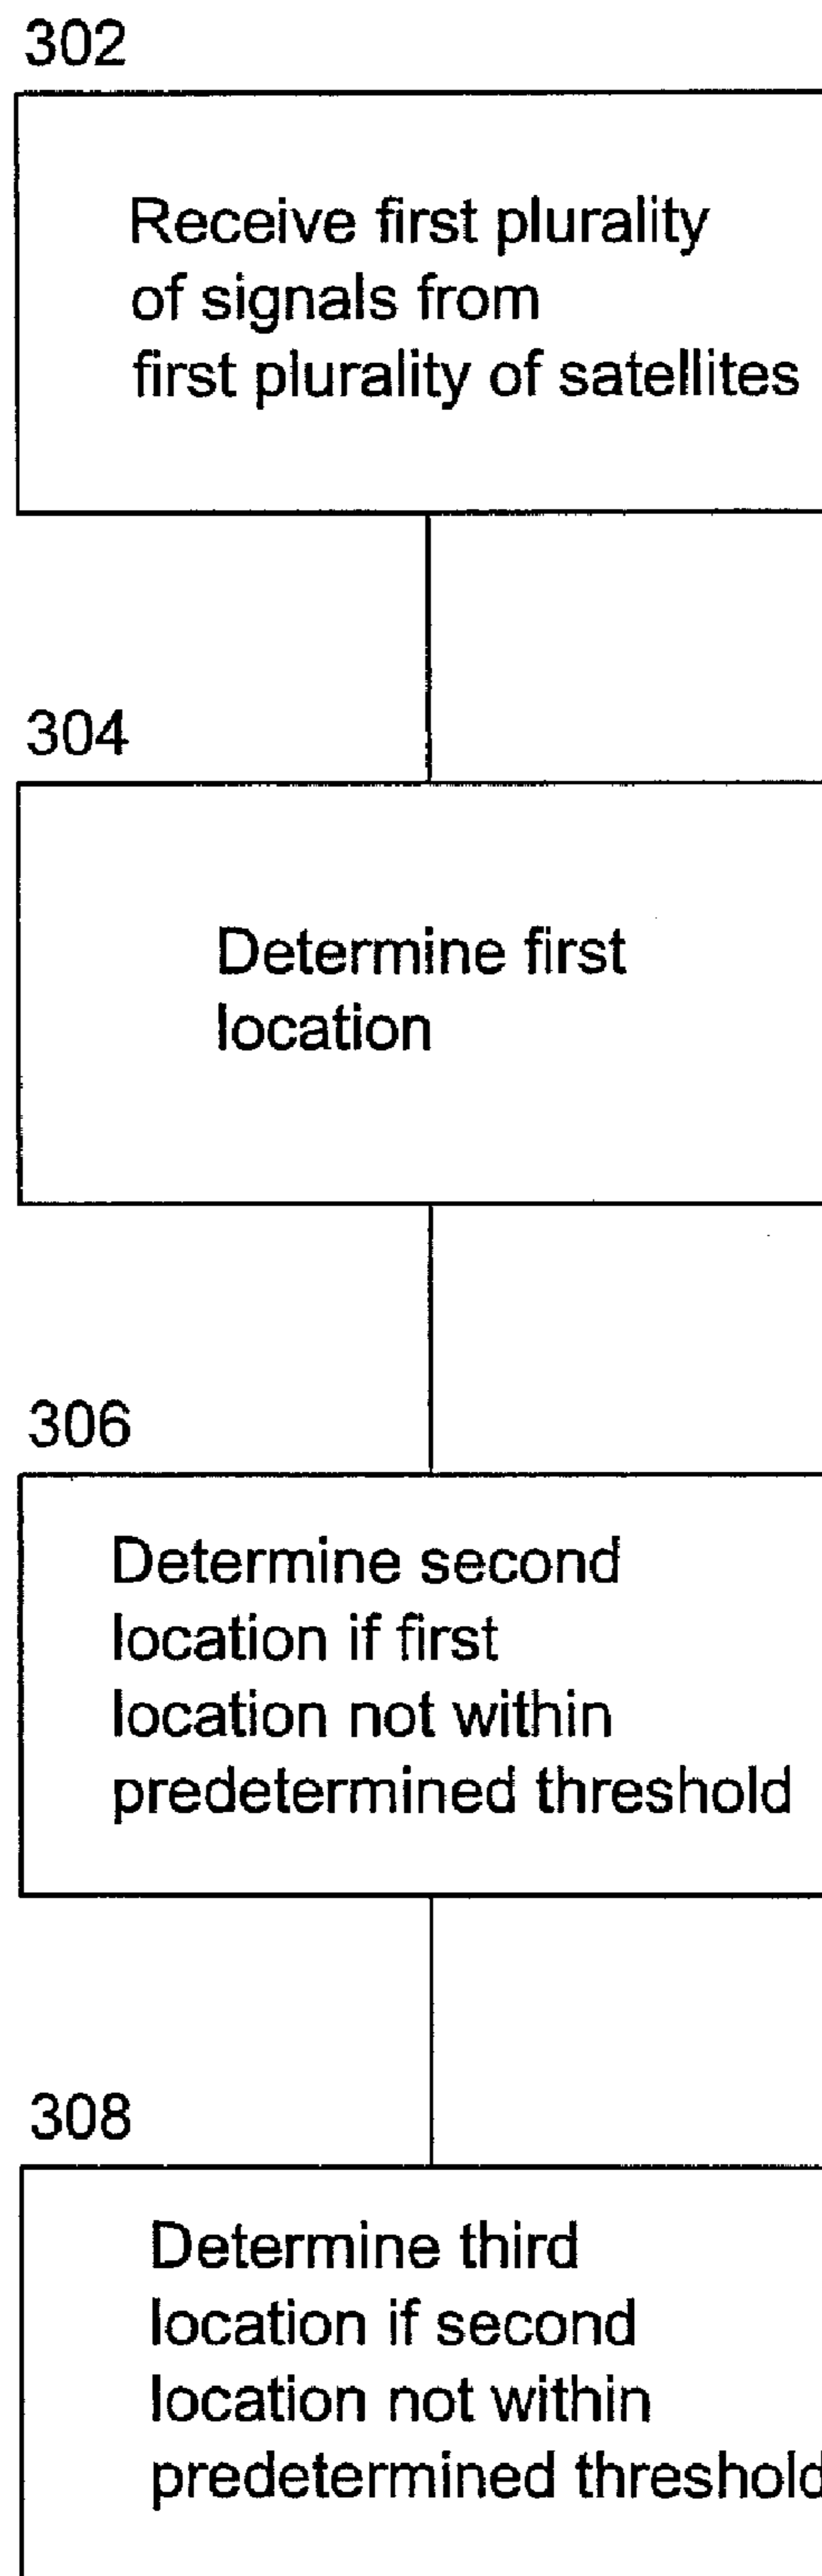 302
Receive first plurality
of signals from
first plurality of satellites
304
Determine first
location
306
Determine second
location if first
location not within
predetermined threshold
308
Determine third
location if second
location not within
predetermined threshold